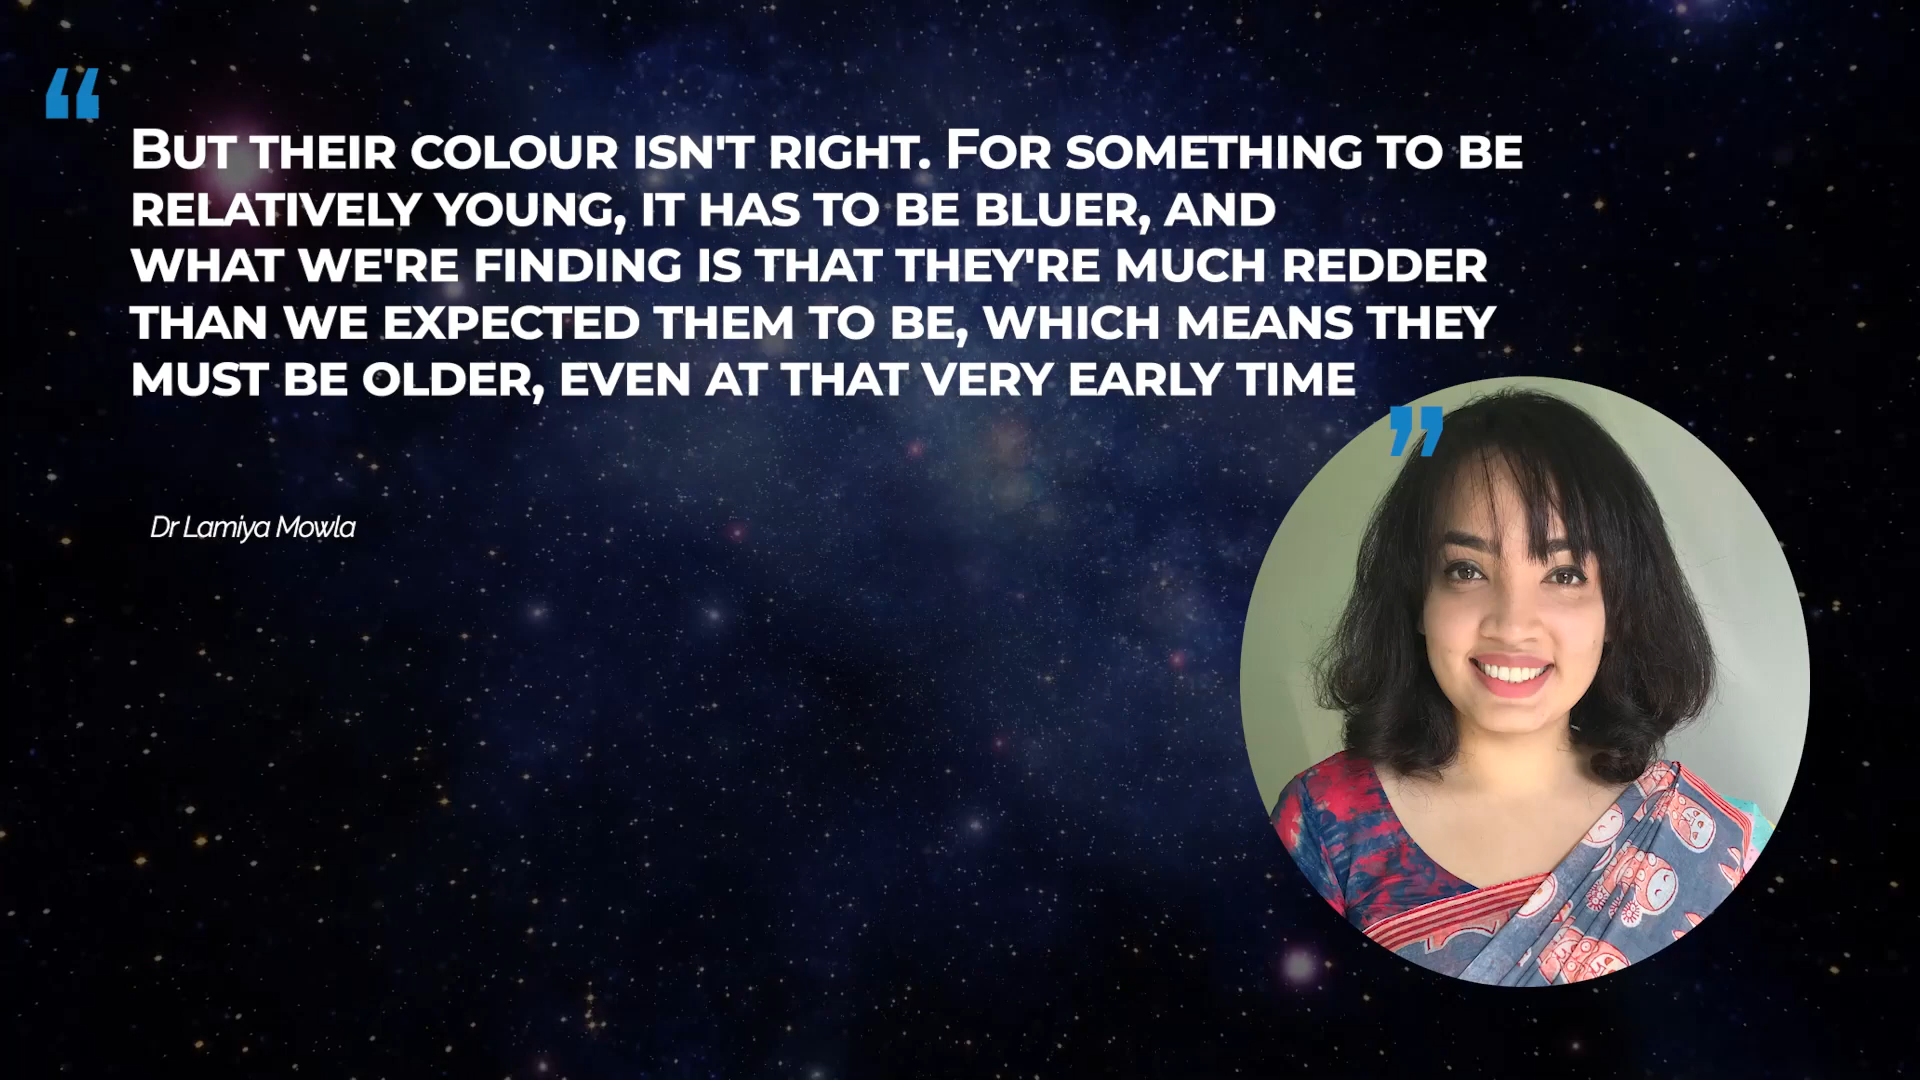 “
BUT THEIR COLOUR ISN'T RIGHT. FOR SOMETHING TO BE
RELATIVELY YOUNG, IT HAS TO BE BLUER, AND
WHAT WE'RE FINDING IS THAT THEY'RE MUCH REDDER
THAN WE EXPECTED THEM TO BE, WHICH MEANS THEY
MUST BE OLDER, EVEN AT THAT VERY EARLY TIME
”
Dr Lamiya Mowla